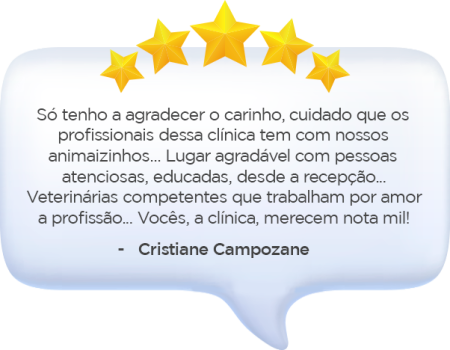 Só tenho a agradecer o carinho, cuidado que os
profissionais dessa clínica tem com nossos
animaizinhos... Lugar agradável com pessoas
atenciosas, educadas, desde a recepção...
Veterinárias competentes que trabalham por amor
a profissão... Vocês, a clínica, merecem nota mil!
- Cristiane Campozane